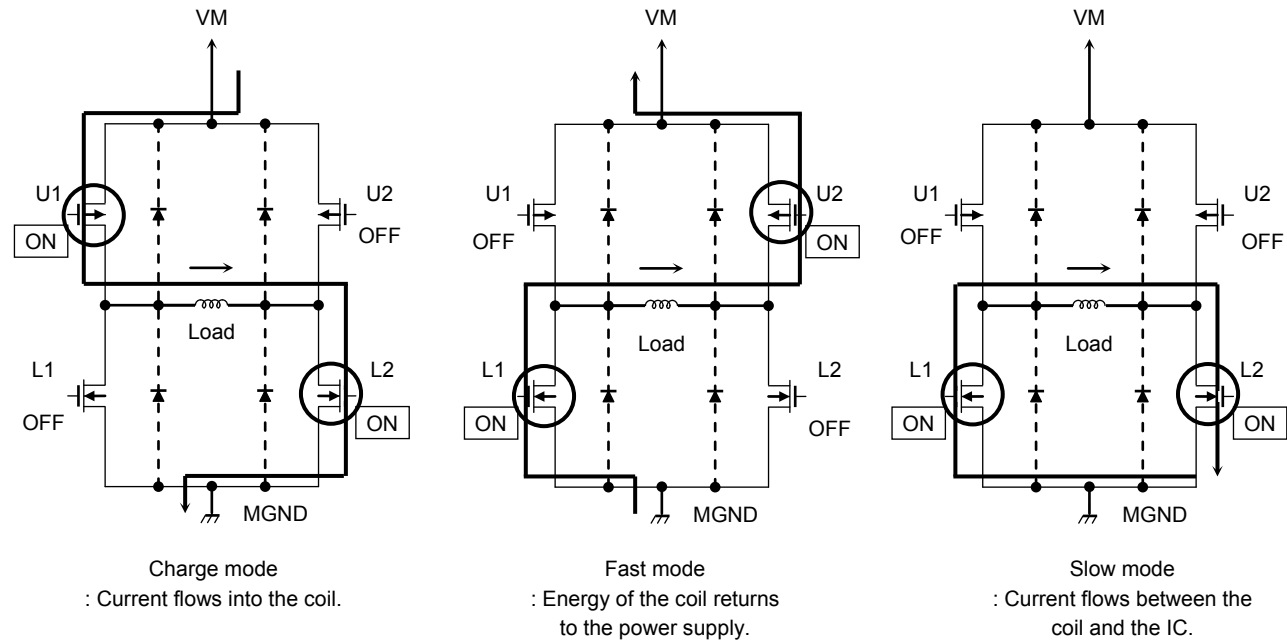 VM
U1
ON
U2
OFF
Load
L1
OFF
L2
ON
MGND
Charge mode
: Current flows into the coil.
VM
U1
OFF
U2
ON
Load
L1
ON
L2
OFF
MGND
Fast mode
: Energy of the coil returns
to the power supply.
VM
U1
OFF
U2
OFF
Load
L1
ON
L2
ON
MGND
Slow mode
: Current flows between the
coil and the IC.